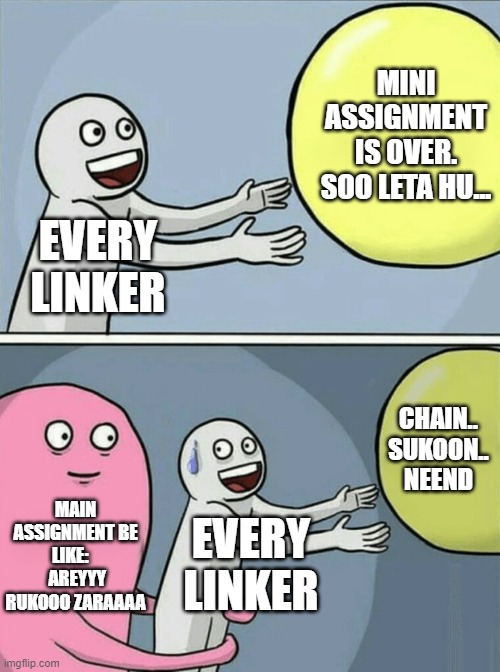 MINI
ASSIGNMENT
IS OVER.
SOO LETA HU...
EVERY
LINKER
CHAIN..
SUKOON..
NEEND
MAIN
ASSIGNMENT BE
LIKE:
AREYYY
RUKOOO ZARAAAA
EVERY
LINKER
imgflip.com